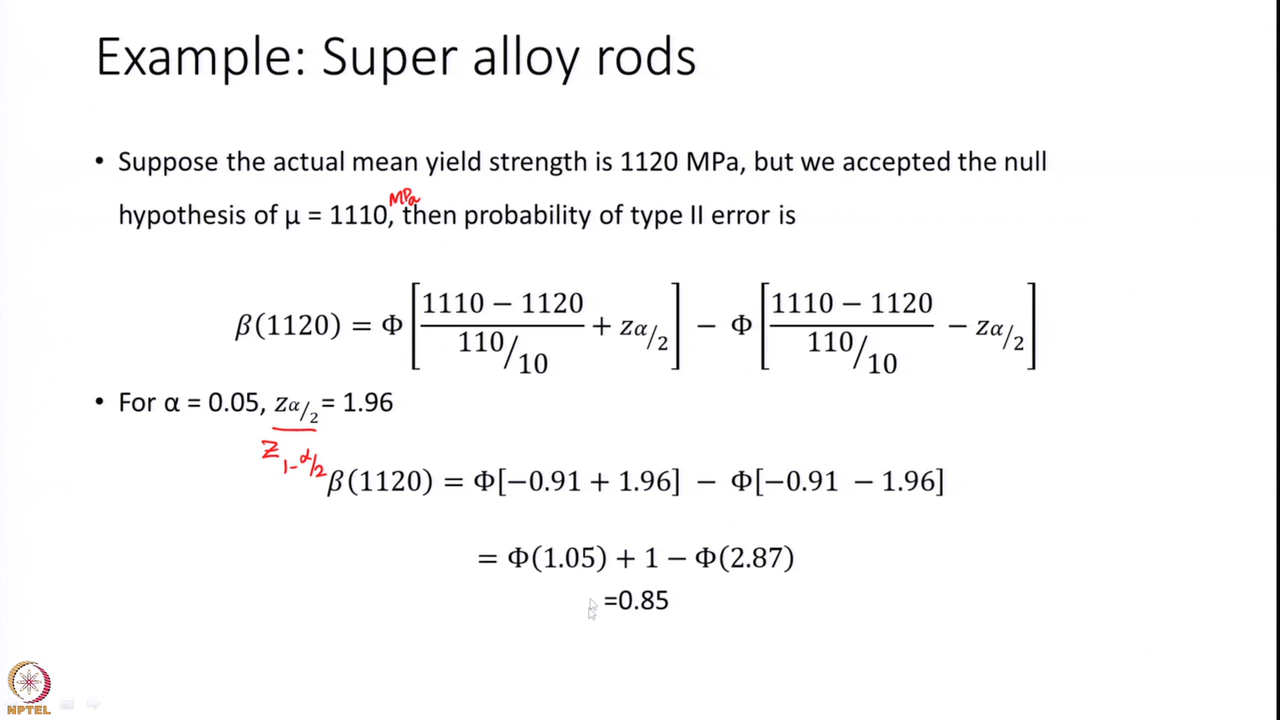 Example: Super alloy rods
• Suppose the actual mean yield strength is 1120 MPa, but we accepted the null
MPa
hypothesis of μ = 1110, then probability of type II error is
β(1120) = Φ[(1110 − 1120)/(110/10) + zα/2] − Φ[(1110 − 1120)/(110/10) − zα/2]
• For α = 0.05, zα/2 = 1.96
z1-α/2
β(1120) = Φ[−0.91 + 1.96] − Φ[−0.91 − 1.96]
= Φ(1.05) + 1 − Φ(2.87)
=0.85
NPTEL